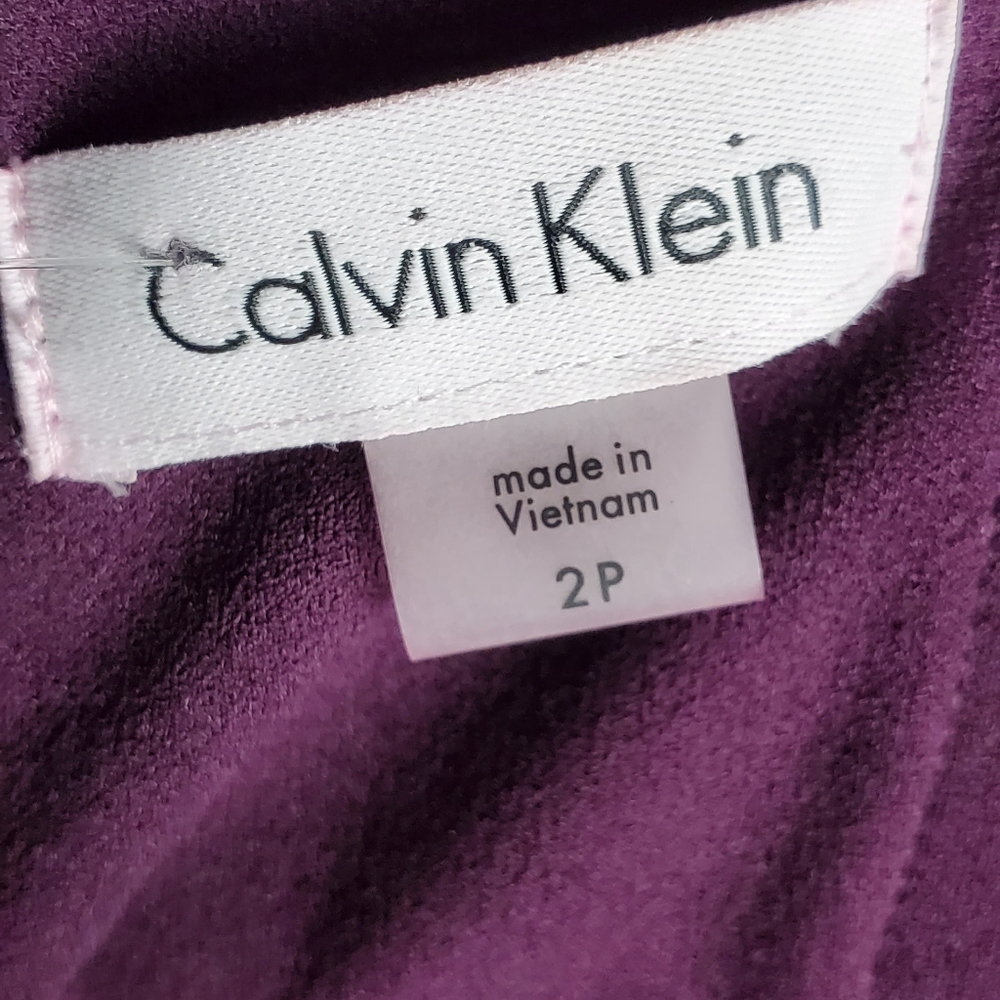 Calvin Klein
made in
Vietnam
2P